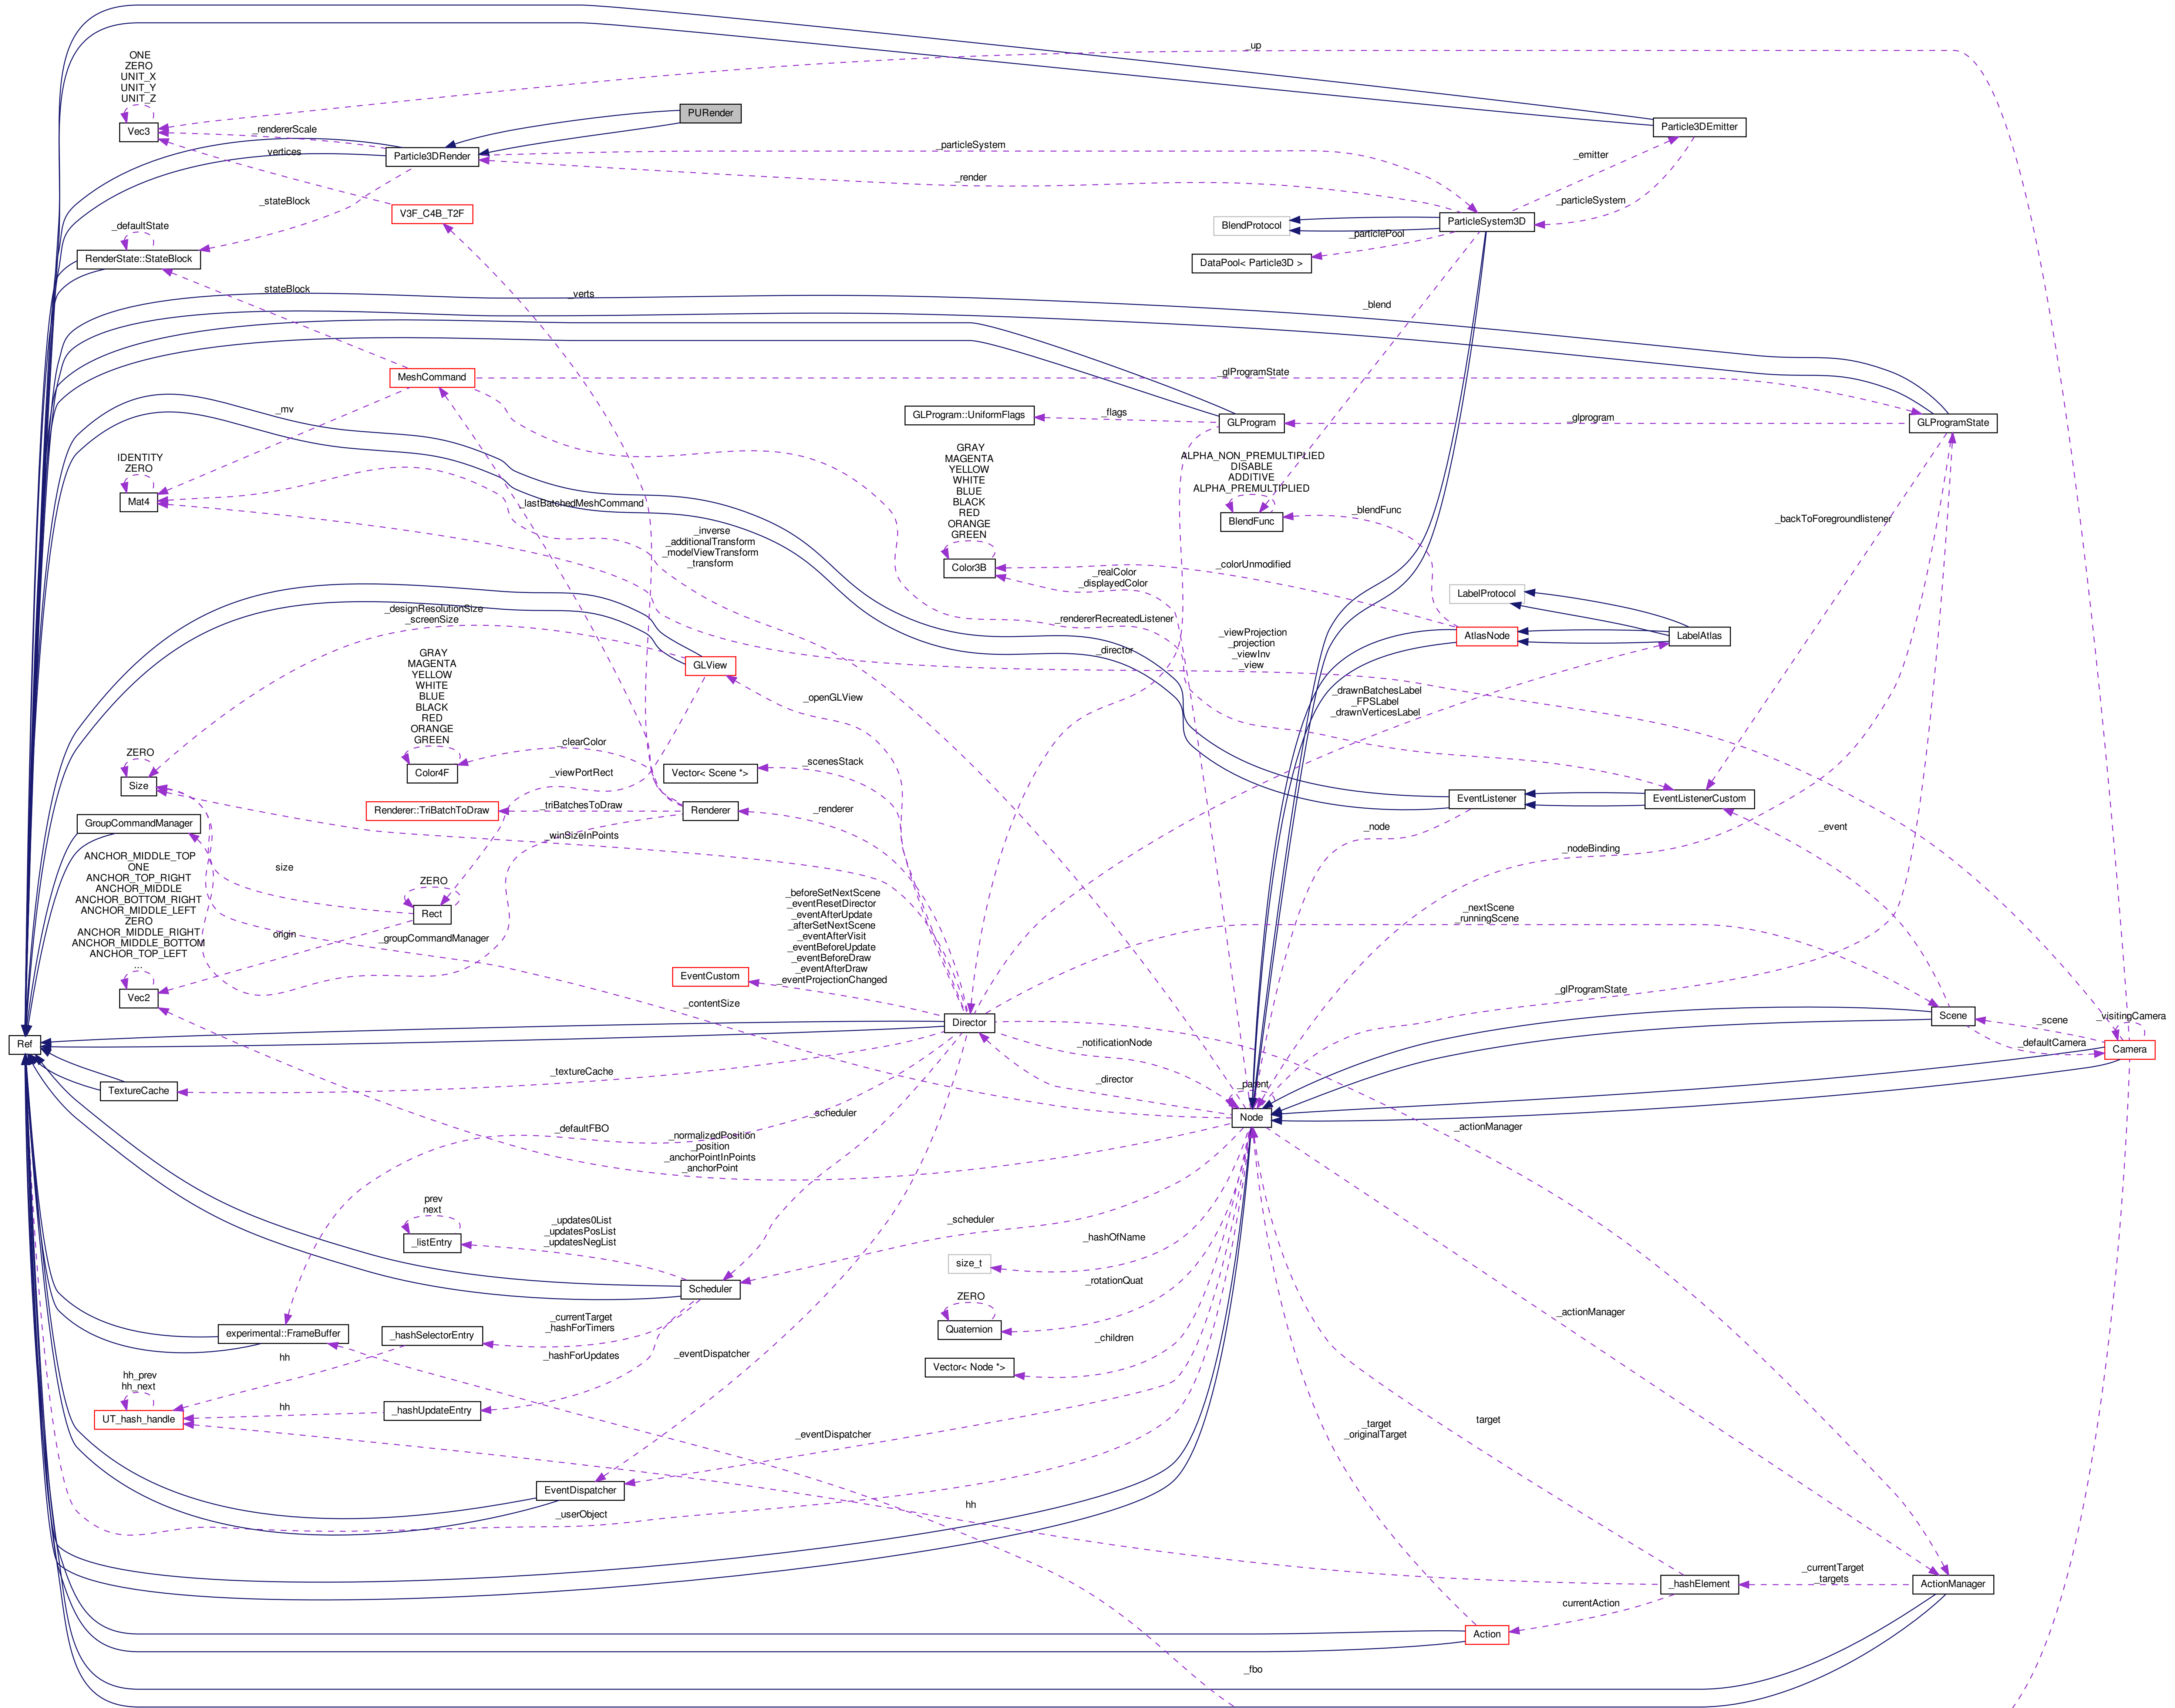 _up
ONE
ZERO
UNIT_X
UNIT_Y
UNIT_Z
PURender
Vec3
_rendererScale
Particle3DEmitter
vertices
Particle3DRender
_particleSystem
_emitter
_render
_stateBlock
V3F_C4B_T2F
_particleSystem
BlendProtocol
ParticleSystem3D
_defaultState
_particlePool
RenderState::StateBlock
DataPool< Particle3D >
stateBlock
_verts
_blend
MeshCommand
_glProgramState
_mv
GLProgram::UniformFlags
_flags
GLProgram
_glprogram
GLProgramState
GRAY
MAGENTA
YELLOW
WHITE
BLUE
BLACK
RED
ORANGE
GREEN
ALPHA_NON_PREMULTIPLIED
DISABLE
ADDITIVE
ALPHA_PREMULTIPLIED
IDENTITY
ZERO
Mat4
_lastBatchedMeshCommand
_blendFunc
BlendFunc
_backToForegroundlistener
_inverse
_additionalTransform
_modelViewTransform
_transform
Color3B
_colorUnmodified
_realColor
_displayedColor
LabelProtocol
_designResolutionSize
_screenSize
_rendererRecreatedListener
_viewProjection
_projection
_viewInv
_view
AtlasNode
LabelAtlas
_director
GRAY
MAGENTA
YELLOW
WHITE
BLUE
BLACK
RED
ORANGE
GREEN
GLView
_openGLView
_drawnBatchesLabel
_FPSLabel
_drawnVerticesLabel
_clearColor
ZERO
Color4F
_viewPortRect
Vector< Scene *>
_scenesStack
Size
Renderer::TriBatchToDraw
_triBatchesToDraw
Renderer
_renderer
EventListener
EventListenerCustom
GroupCommandManager
_winSizeInPoints
_node
_event
_nodeBinding
ANCHOR_MIDDLE_TOP
ONE
ANCHOR_TOP_RIGHT
ANCHOR_MIDDLE
ANCHOR_BOTTOM_RIGHT
ANCHOR_MIDDLE_LEFT
ZERO
ANCHOR_MIDDLE_RIGHT
ANCHOR_MIDDLE_BOTTOM
ANCHOR_TOP_LEFT
...
size
ZERO
Rect
origin
_groupCommandManager
_beforeSetNextScene
_eventResetDirector
_eventAfterUpdate
_afterSetNextScene
_eventAfterVisit
_eventBeforeUpdate
_eventBeforeDraw
_eventAfterDraw
_eventProjectionChanged
_nextScene
_runningScene
EventCustom
Vec2
_contentSize
_glProgramState
Director
Scene
_scene
_visitingCamera
Ref
_notificationNode
_defaultCamera
Camera
_textureCache
_director
_parent
TextureCache
Node
_scheduler
_defaultFBO
_normalizedPosition
_position
_anchorPointInPoints
_anchorPoint
_actionManager
prev
next
_listEntry
_updates0List
_updatesPosList
_updatesNegList
_scheduler
_hashOfName
size_t
_rotationQuat
Scheduler
ZERO
Quaternion
experimental::FrameBuffer
_hashSelectorEntry
_currentTarget
_hashForTimers
_actionManager
_children
hh
_hashForUpdates
_eventDispatcher
Vector< Node *>
hh_prev
hh_next
UT_hash_handle
hh
_hashUpdateEntry
_eventDispatcher
_target
_originalTarget
target
EventDispatcher
hh
_userObject
_hashElement
_currentTarget
_targets
ActionManager
currentAction
Action
_fbo